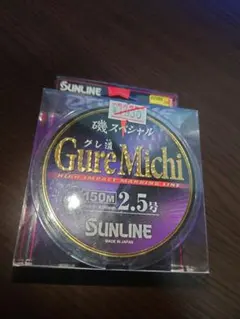 SUNLINE
磯スペシャル
グレ道
Gure Michi
HIGH IMPACT MARKING LINE
150M 2.5号
SUNLINE
MADE IN JAPAN